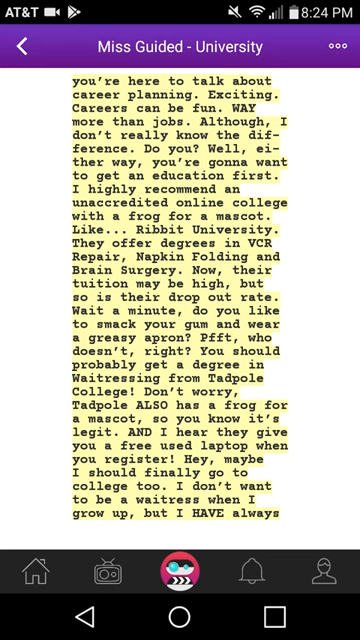 AT&T
8:24 PM
Miss Guided - University
you're here to talk about
career planning. Exciting.
Careers can be fun. WAY
more than jobs. Although, I
don't really know the dif-
ference. Do you? Well, ei-
ther way, you're gonna want
to get an education first.
I highly recommend an
unaccredited online college
with a frog for a mascot.
Like... Ribbit University.
They offer degrees in VCR
Repair, Napkin Folding and
Brain Surgery. Now, their
tuition may be high, but
so is their drop out rate.
Wait a minute, do you like
to smack your gum and wear
a greasy apron? Pfft, who
doesn't, right? You should
probably get a degree in
Waitressing from Tadpole
College! Don't worry,
Tadpole ALSO has a frog for
a mascot, so you know it's
legit. AND I hear they give
you a free used laptop when
you register! Hey, maybe
I should finally go to
college too. I don't want
to be a waitress when I
grow up, but I HAVE always